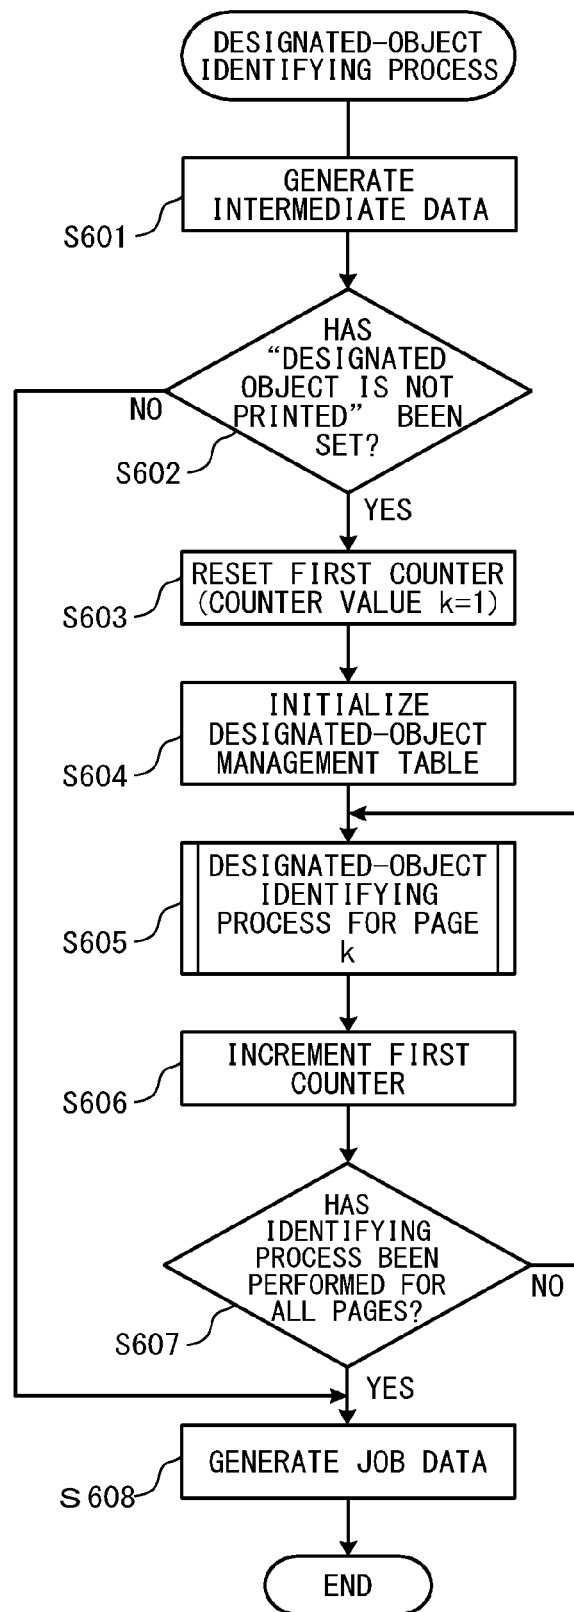 DESIGNATED-OBJECT
IDENTIFYING PROCESS
GENERATE
INTERMEDIATE DATA
S601
HAS
“DESIGNATED
OBJECT IS NOT
PRINTED” BEEN
SET?
NO
S602
YES
RESET FIRST COUNTER
(COUNTER VALUE k=1)
S603
INITIALIZE
DESIGNATED-OBJECT
MANAGEMENT TABLE
S604
DESIGNATED-OBJECT
IDENTIFYING
PROCESS FOR PAGE
k
S605
INCREMENT FIRST
COUNTER
S606
HAS
IDENTIFYING
PROCESS BEEN
PERFORMED FOR
ALL PAGES?
NO
S607
YES
GENERATE JOB DATA
S608
END